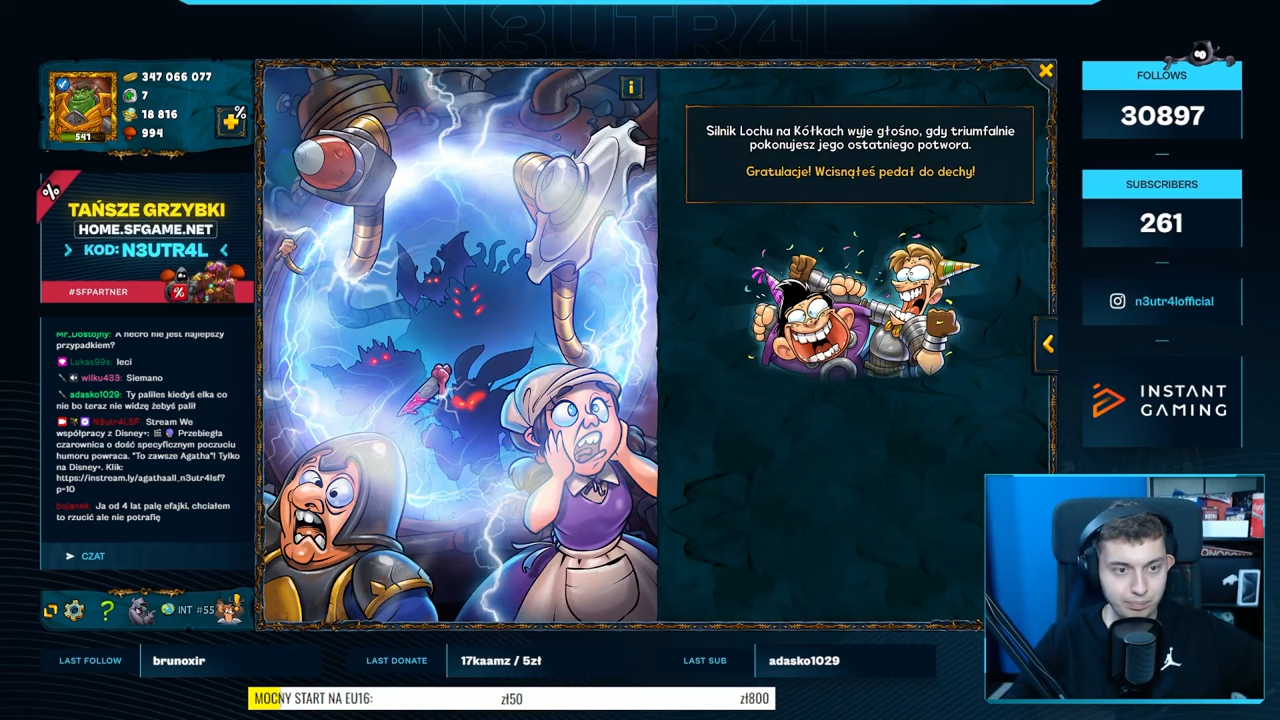 N3UTR4L
347 066 077
7
18 816
994
541
%
%
TAŃSZE GRZYBKI
HOME.SFGAME.NET
KOD: N3UTR4L
#SFPARTNER
%
Mr_Dostojny: A necro nie jest najlepszy
przypadkiem?
Lukas99s: leci
wilku433: Siemano
adasko1029: Ty paliles kiedyś elka co
nie bo teraz nie widzę żebyś palił
N3utr4LSF: Stream We
współpracy z Disney+: Przebiegła
czarownica o dość specyficznym poczuciu
humoru powraca. "To zawsze Agatha"! Tylko
na Disney+. Klik:
https://instream.ly/agathaall_n3utr4lsf?
p=10
bojanek: Ja od 4 lat palę efajki, chciałem
to rzucić ale nie potrafię
CZAT
?
INT #55
i
Silnik Lochu na Kółkach wyje głośno, gdy triumfalnie
pokonujesz jego ostatniego potwora.
Gratulacje! Wcisnąłeś pedał do dechy!
FOLLOWS
30897
SUBSCRIBERS
261
n3utr4lofficial
INSTANT
GAMING
LAST FOLLOW
brunoxir
LAST DONATE
17kaamz / 5zł
LAST SUB
adasko1029
MOCNY START NA EU16:
zł50
zł800